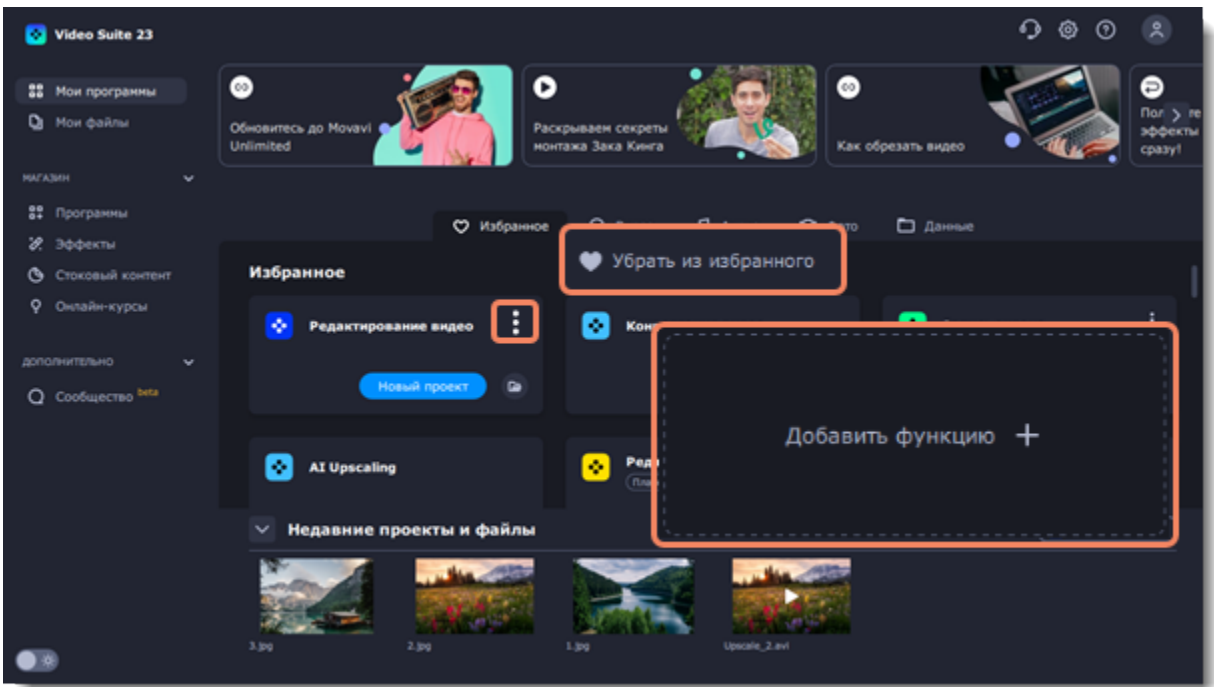 Video Suite 23
Мои программы
Мои файлы
МАГАЗИН
Программы
Эффекты
Стоковый контент
Онлайн-курсы
ДОПОЛНИТЕЛЬНО
Сообщество beta
Обновитесь до Movavi
Unlimited
Раскрываем секреты
монтажа Зака Кинга
Как обрезать видео
эффекты
сразу!
Избранное
Данные
Убрать из избранного
Избранное
Редактирование видео
Новый проект
Добавить функцию
AI Upscaling
Недавние проекты и файлы
3.jpg
2.jpg
1.jpg
Upscale_2.avi